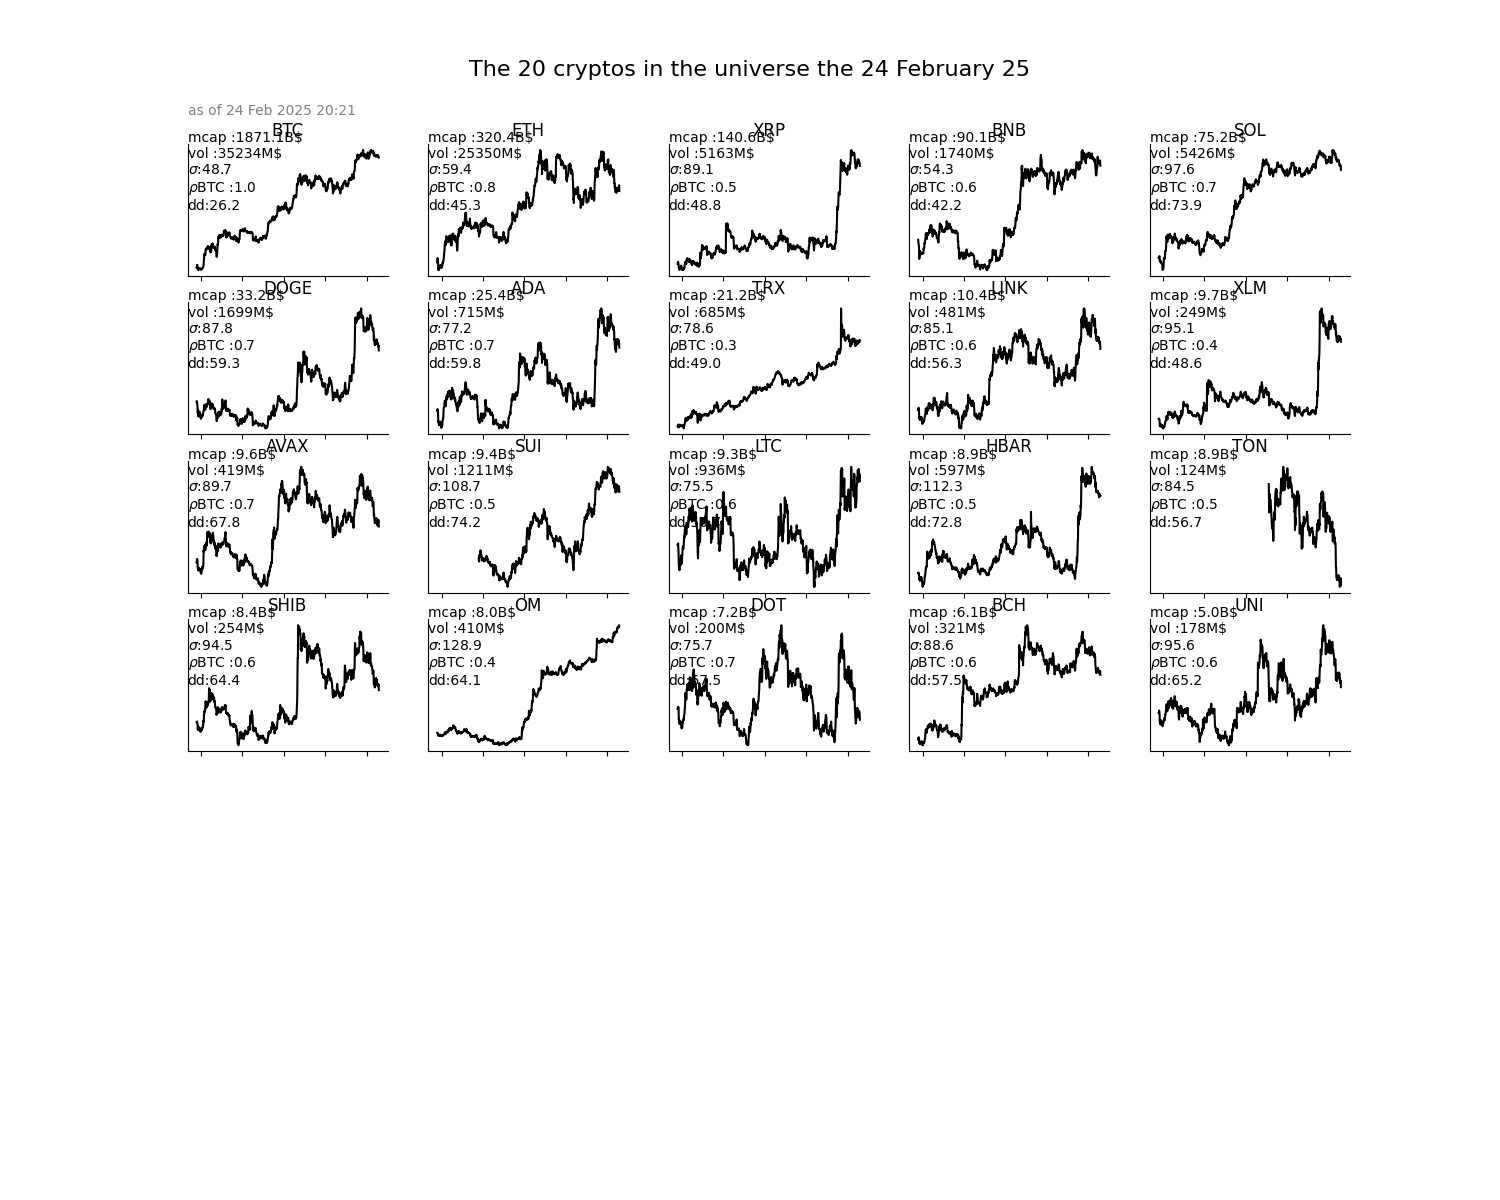 The 20 cryptos in the universe the 24 February 25
as of 24 Feb 2025 20:21
BTC
mcap :1871.1B$
vol :35234M$
σ:48.7
ρBTC :1.0
dd:26.2
ETH
mcap :320.4B$
vol :25350M$
σ:59.4
ρBTC :0.8
dd:45.3
XRP
mcap :140.6B$
vol :5163M$
σ:89.1
ρBTC :0.5
dd:48.8
BNB
mcap :90.1B$
vol :1740M$
σ:54.3
ρBTC :0.6
dd:42.2
SOL
mcap :75.2B$
vol :5426M$
σ:97.6
ρBTC :0.7
dd:73.9
DOGE
mcap :33.2B$
vol :1699M$
σ:87.8
ρBTC :0.7
dd:59.3
ADA
mcap :25.4B$
vol :715M$
σ:77.2
ρBTC :0.7
dd:59.8
TRX
mcap :21.2B$
vol :685M$
σ:78.6
ρBTC :0.3
dd:49.0
LINK
mcap :10.4B$
vol :481M$
σ:85.1
ρBTC :0.6
dd:56.3
XLM
mcap :9.7B$
vol :249M$
σ:95.1
ρBTC :0.4
dd:48.6
AVAX
mcap :9.6B$
vol :419M$
σ:89.7
ρBTC :0.7
dd:67.8
SUI
mcap :9.4B$
vol :1211M$
σ:108.7
ρBTC :0.5
dd:74.2
LTC
mcap :9.3B$
vol :936M$
σ:75.5
ρBTC :0.6
HBAR
mcap :8.9B$
vol :597M$
σ:112.3
ρBTC :0.5
dd:72.8
TON
mcap :8.9B$
vol :124M$
σ:84.5
ρBTC :0.5
dd:56.7
SHIB
mcap :8.4B$
vol :254M$
σ:94.5
ρBTC :0.6
dd:64.4
OM
mcap :8.0B$
vol :410M$
σ:128.9
ρBTC :0.4
dd:64.1
DOT
mcap :7.2B$
vol :200M$
σ:75.7
ρBTC :0.7
dd:67.5
BCH
mcap :6.1B$
vol :321M$
σ:88.6
ρBTC :0.6
dd:57.5
UNI
mcap :5.0B$
vol :178M$
σ:95.6
ρBTC :0.6
dd:65.2